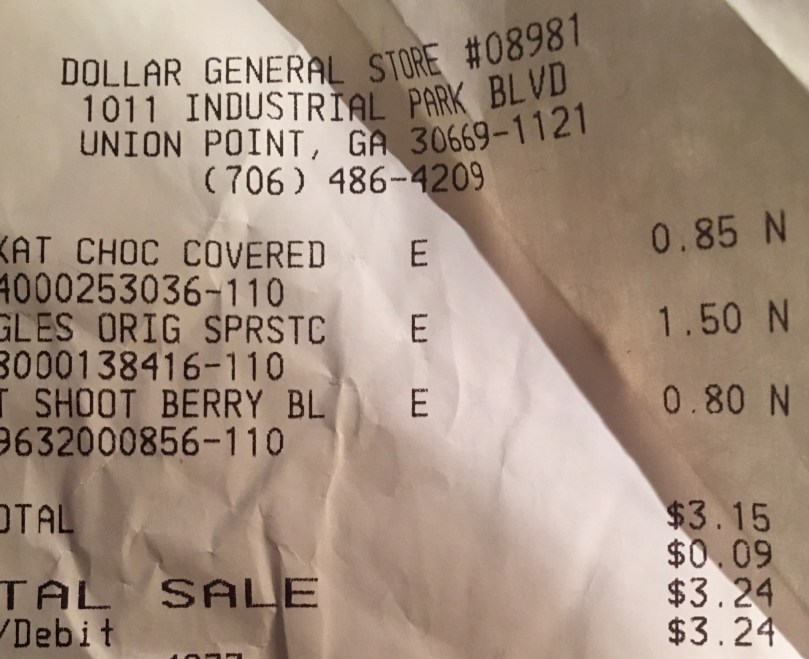 DOLLAR GENERAL STORE #08981
1011 INDUSTRIAL PARK BLVD
UNION POINT, GA 30669-1121
(706) 486-4209
KAT CHOC COVERED E 0.85 N
4000253036-110
GLES ORIG SPRSTC E 1.50 N
8000138416-110
T SHOOT BERRY BL E 0.80 N
9632000856-110
OTAL $3.15
$0.09
TAL SALE $3.24
/Debit $3.24